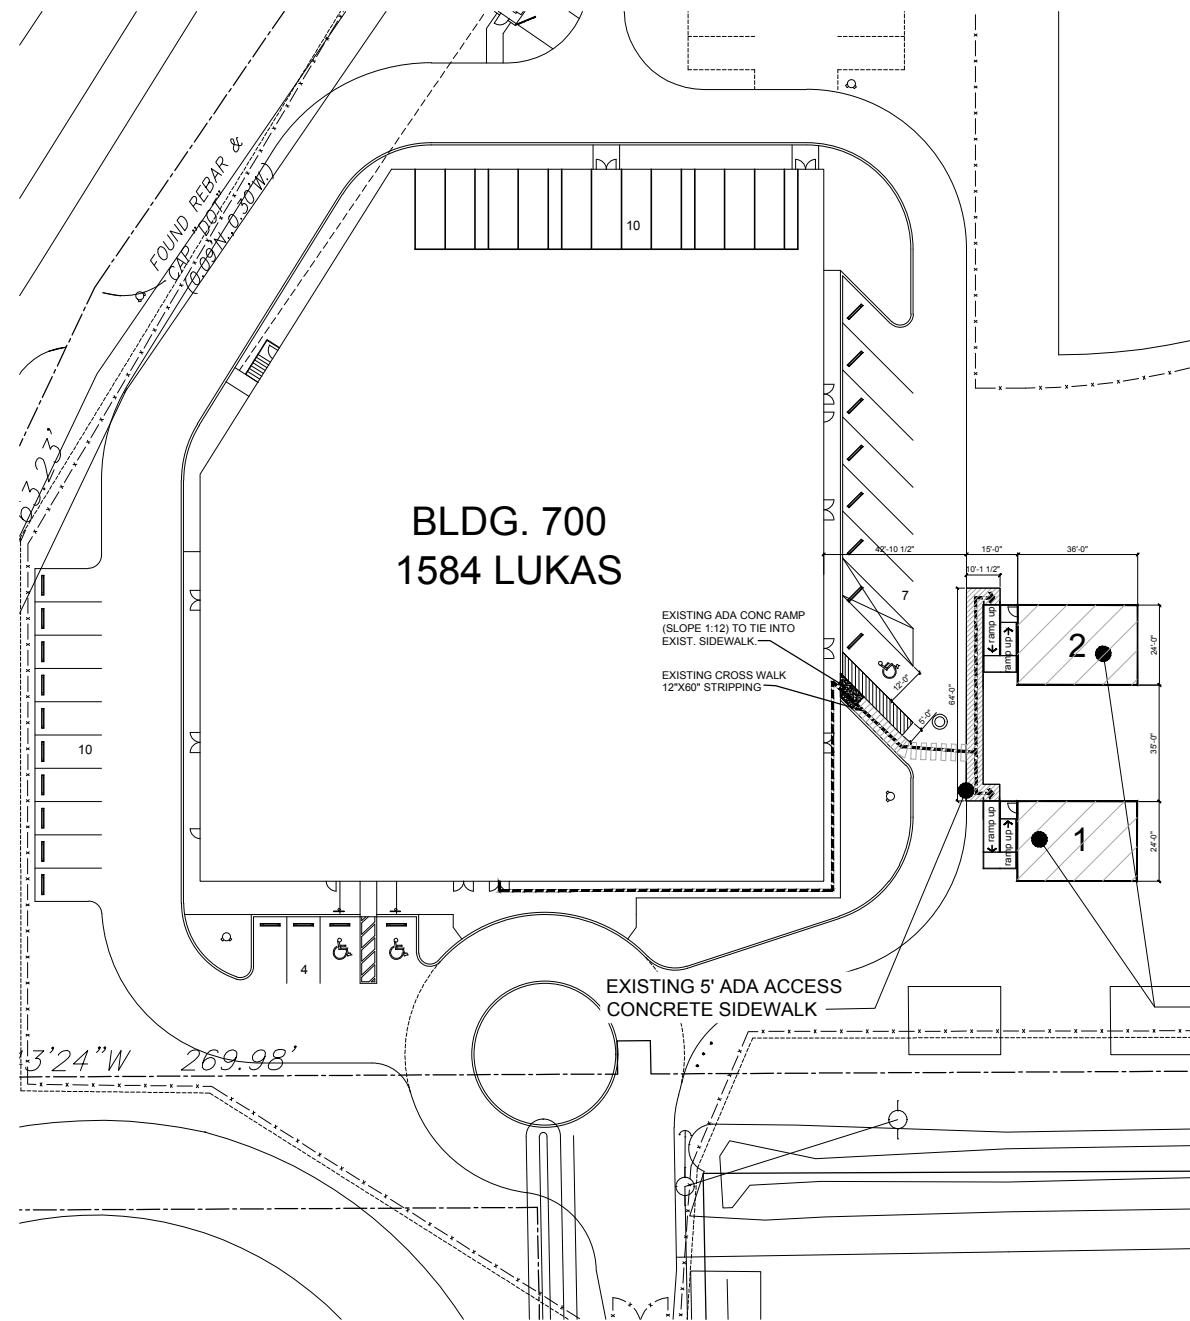 FOUND REBAR &
CAP "DOT"
(0.09'N, 0.30'W.)
10
63.23'
BLDG. 700
1584 LUKAS
42'-10 1/2"
15'-0"
36'-0"
10'-1 1/2"
7
EXISTING ADA CONC RAMP
(SLOPE 1:12) TO TIE INTO
EXIST. SIDEWALK.
EXISTING CROSS WALK
12"X60" STRIPPING
12'-0"
5'-0"
64'-0"
ramp up
ramp up
2
24'-0"
35'-0"
10
ramp up
ramp up
1
24'-0"
4
EXISTING 5' ADA ACCESS
CONCRETE SIDEWALK
3'24"W 269.98'